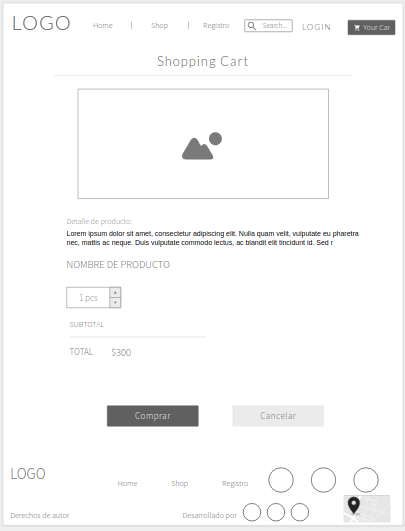 LOGO
Home | Shop | Registro Search... LOGIN Your Car
Shopping Cart
Detalle de producto:
Lorem ipsum dolor sit amet, consectetur adipiscing elit. Nulla quam velit, vulputate eu pharetra
nec, mattis ac neque. Duis vulputate commodo lectus, ac blandit elit tincidunt id. Sed r
NOMBRE DE PRODUCTO
1 pcs
SUBTOTAL
TOTAL $300
Comprar Cancelar
LOGO
Home Shop Registro
Derechos de autor Desarrollado por